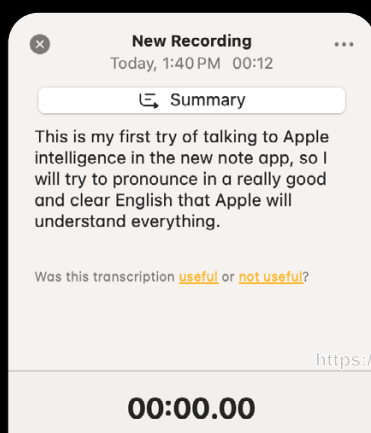 New Recording
Today, 1:40 PM 00:12
Summary
This is my first try of talking to Apple
intelligence in the new note app, so I
will try to pronounce in a really good
and clear English that Apple will
understand everything.
Was this transcription useful or not useful?
https:/
00:00.00